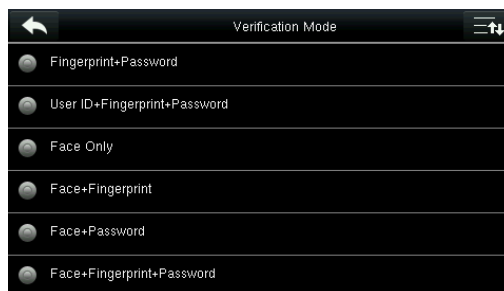 Verification Mode
Fingerprint+Password
User ID+Fingerprint+Password
Face Only
Face+Fingerprint
Face+Password
Face+Fingerprint+Password